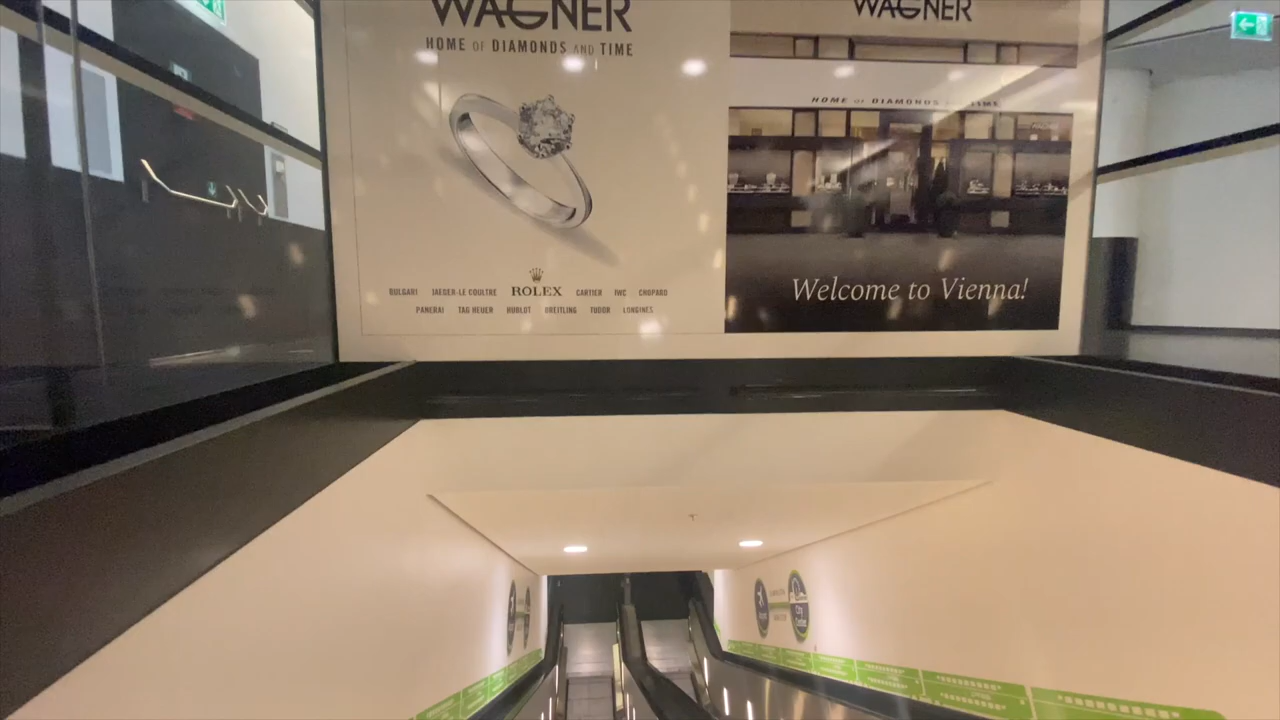 WAGNER
HOME OF DIAMONDS AND TIME
BULGARI JAEGER-LE COULTRE ROLEX CARTIER IWC CHOPARD
PANERAI TAG HEUER HUBLOT BREITLING TUDOR LONGINES
WAGNER
HOME OF DIAMONDS TIME
Welcome to Vienna!
City